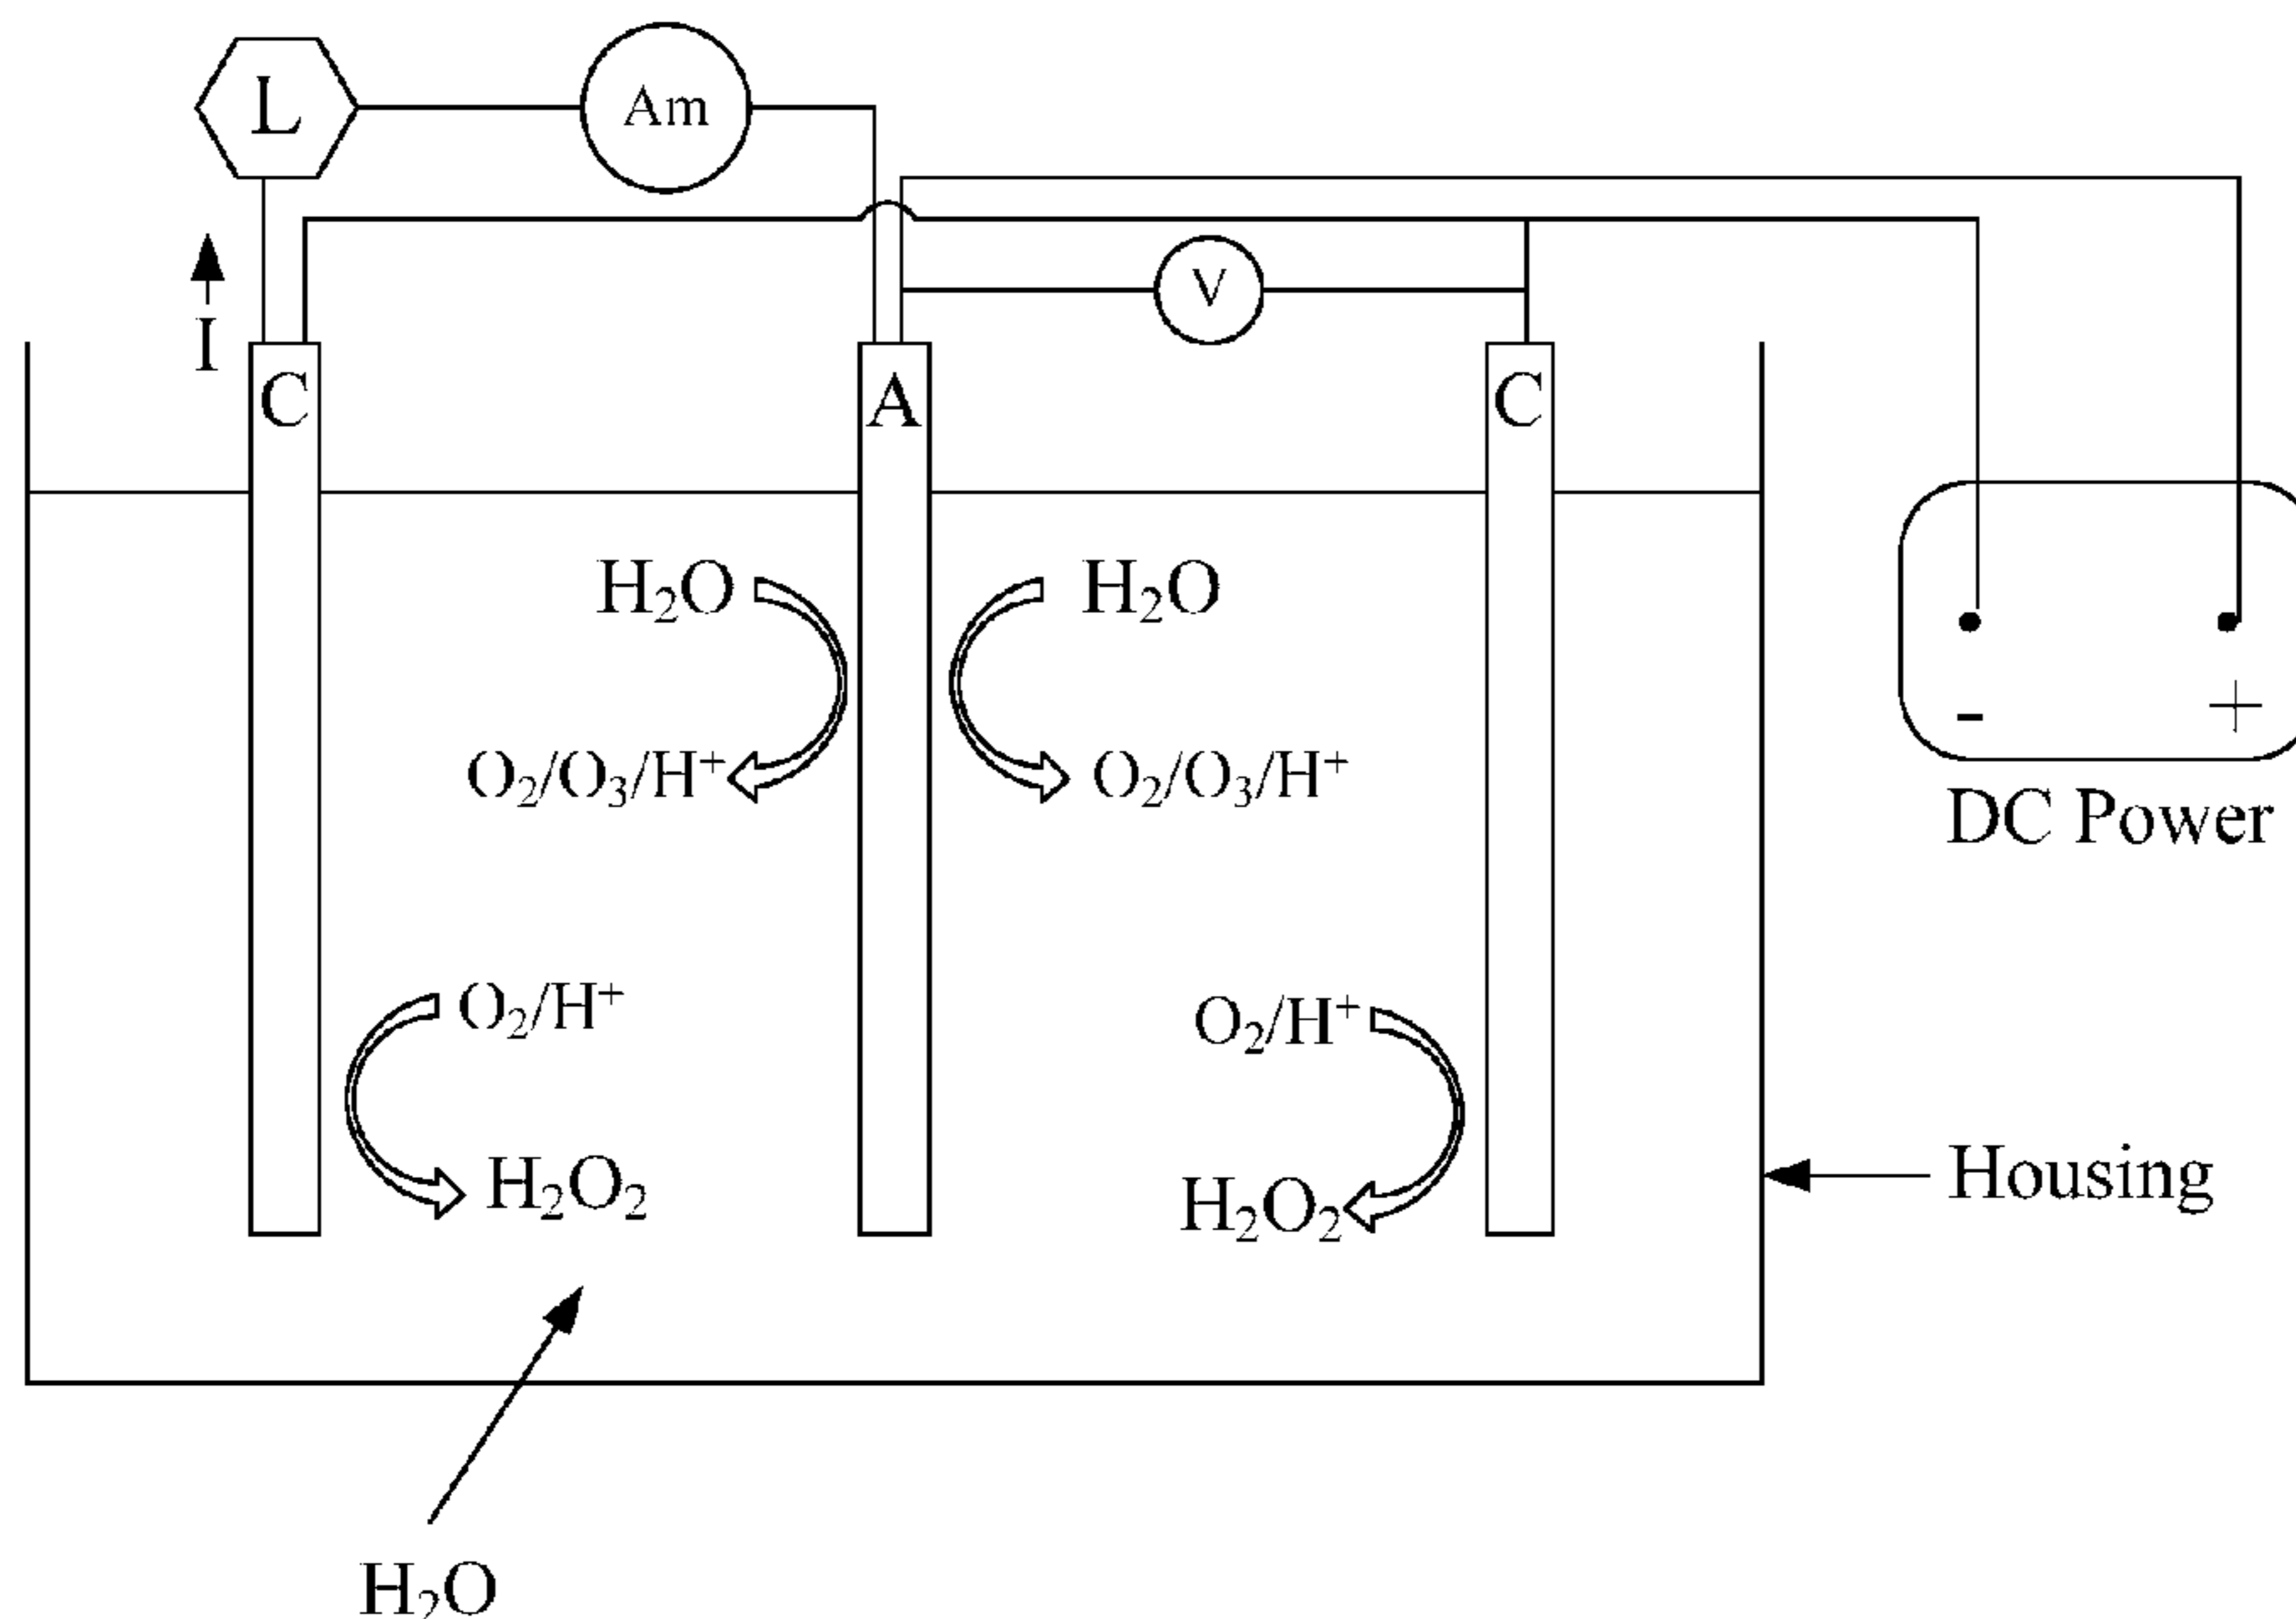 L
Am
V
I
C
A
C
H₂O
H₂O
O₂/O₃/H⁺
O₂/O₃/H⁺
-
+
DC Power
O₂/H⁺
O₂/H⁺
H₂O₂
H₂O₂
Housing
H₂O